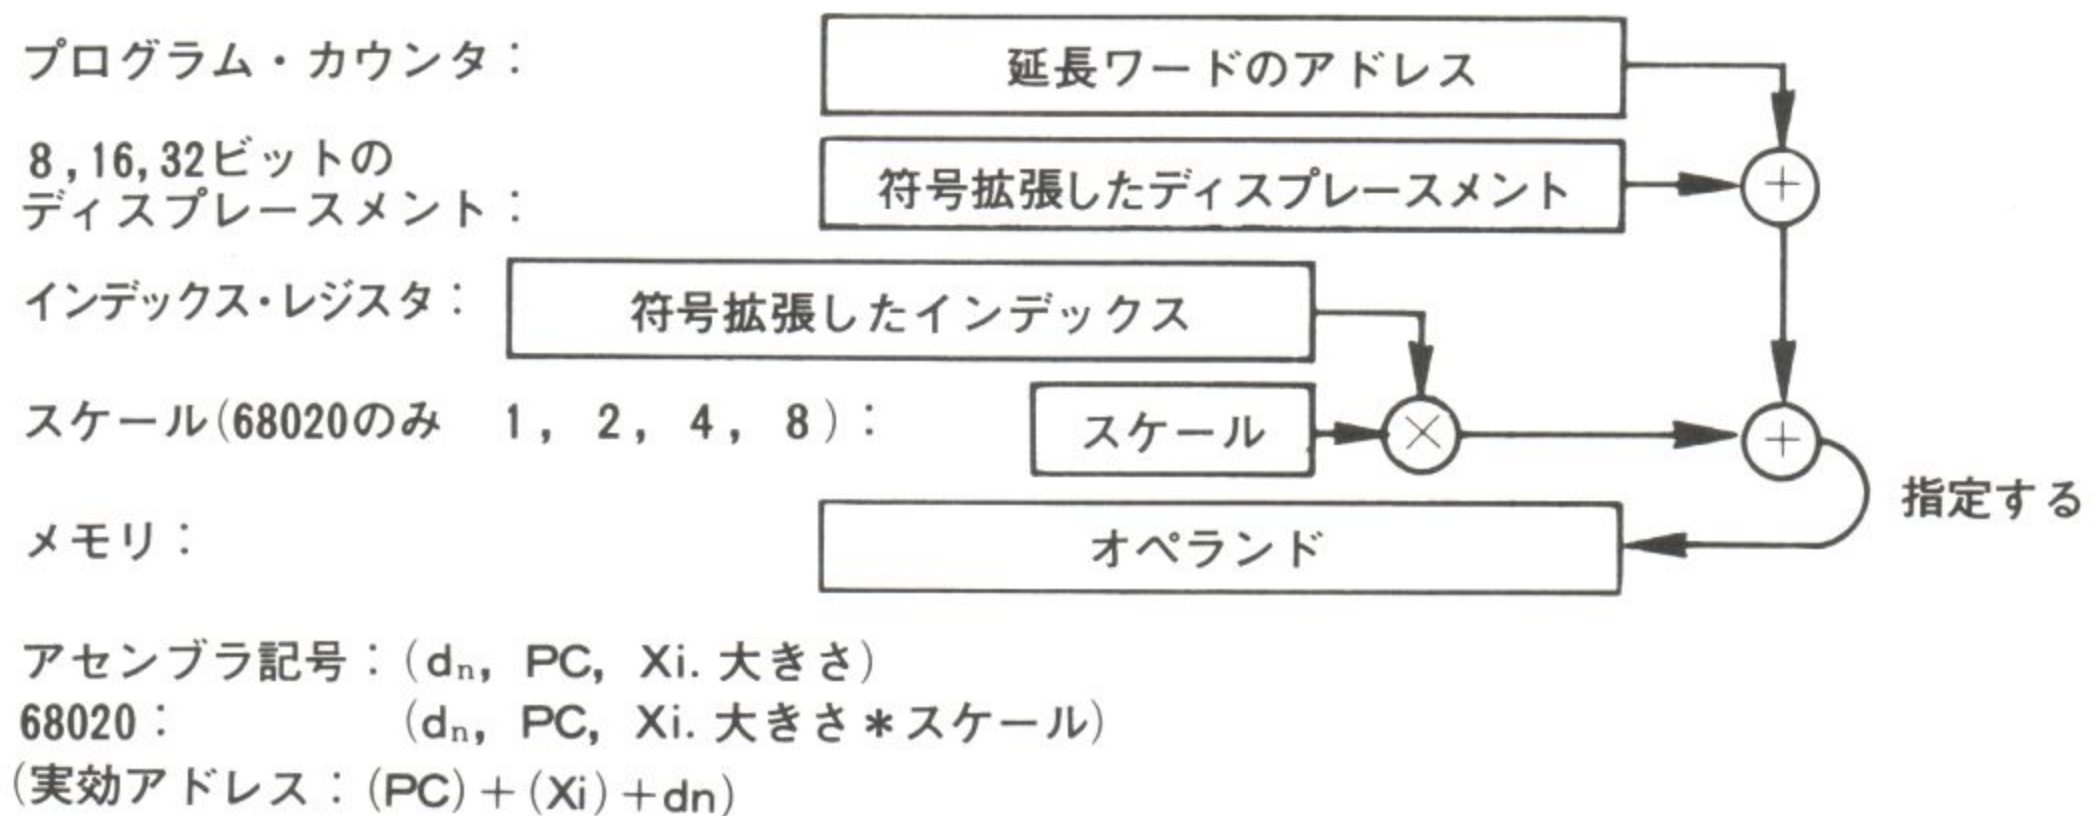 プログラム・カウンタ:
延長ワードのアドレス
8,16,32ビットの
ディスプレースメント:
符号拡張したディスプレースメント
+
インデックス・レジスタ:
符号拡張したインデックス
スケール(68020のみ 1, 2, 4, 8):
スケール
×
+
指定する
メモリ:
オペランド
アセンブラ記号:(dn, PC, Xi. 大きさ)
68020: (dn, PC, Xi. 大きさ*スケール)
(実効アドレス:(PC)+(Xi)+dn)